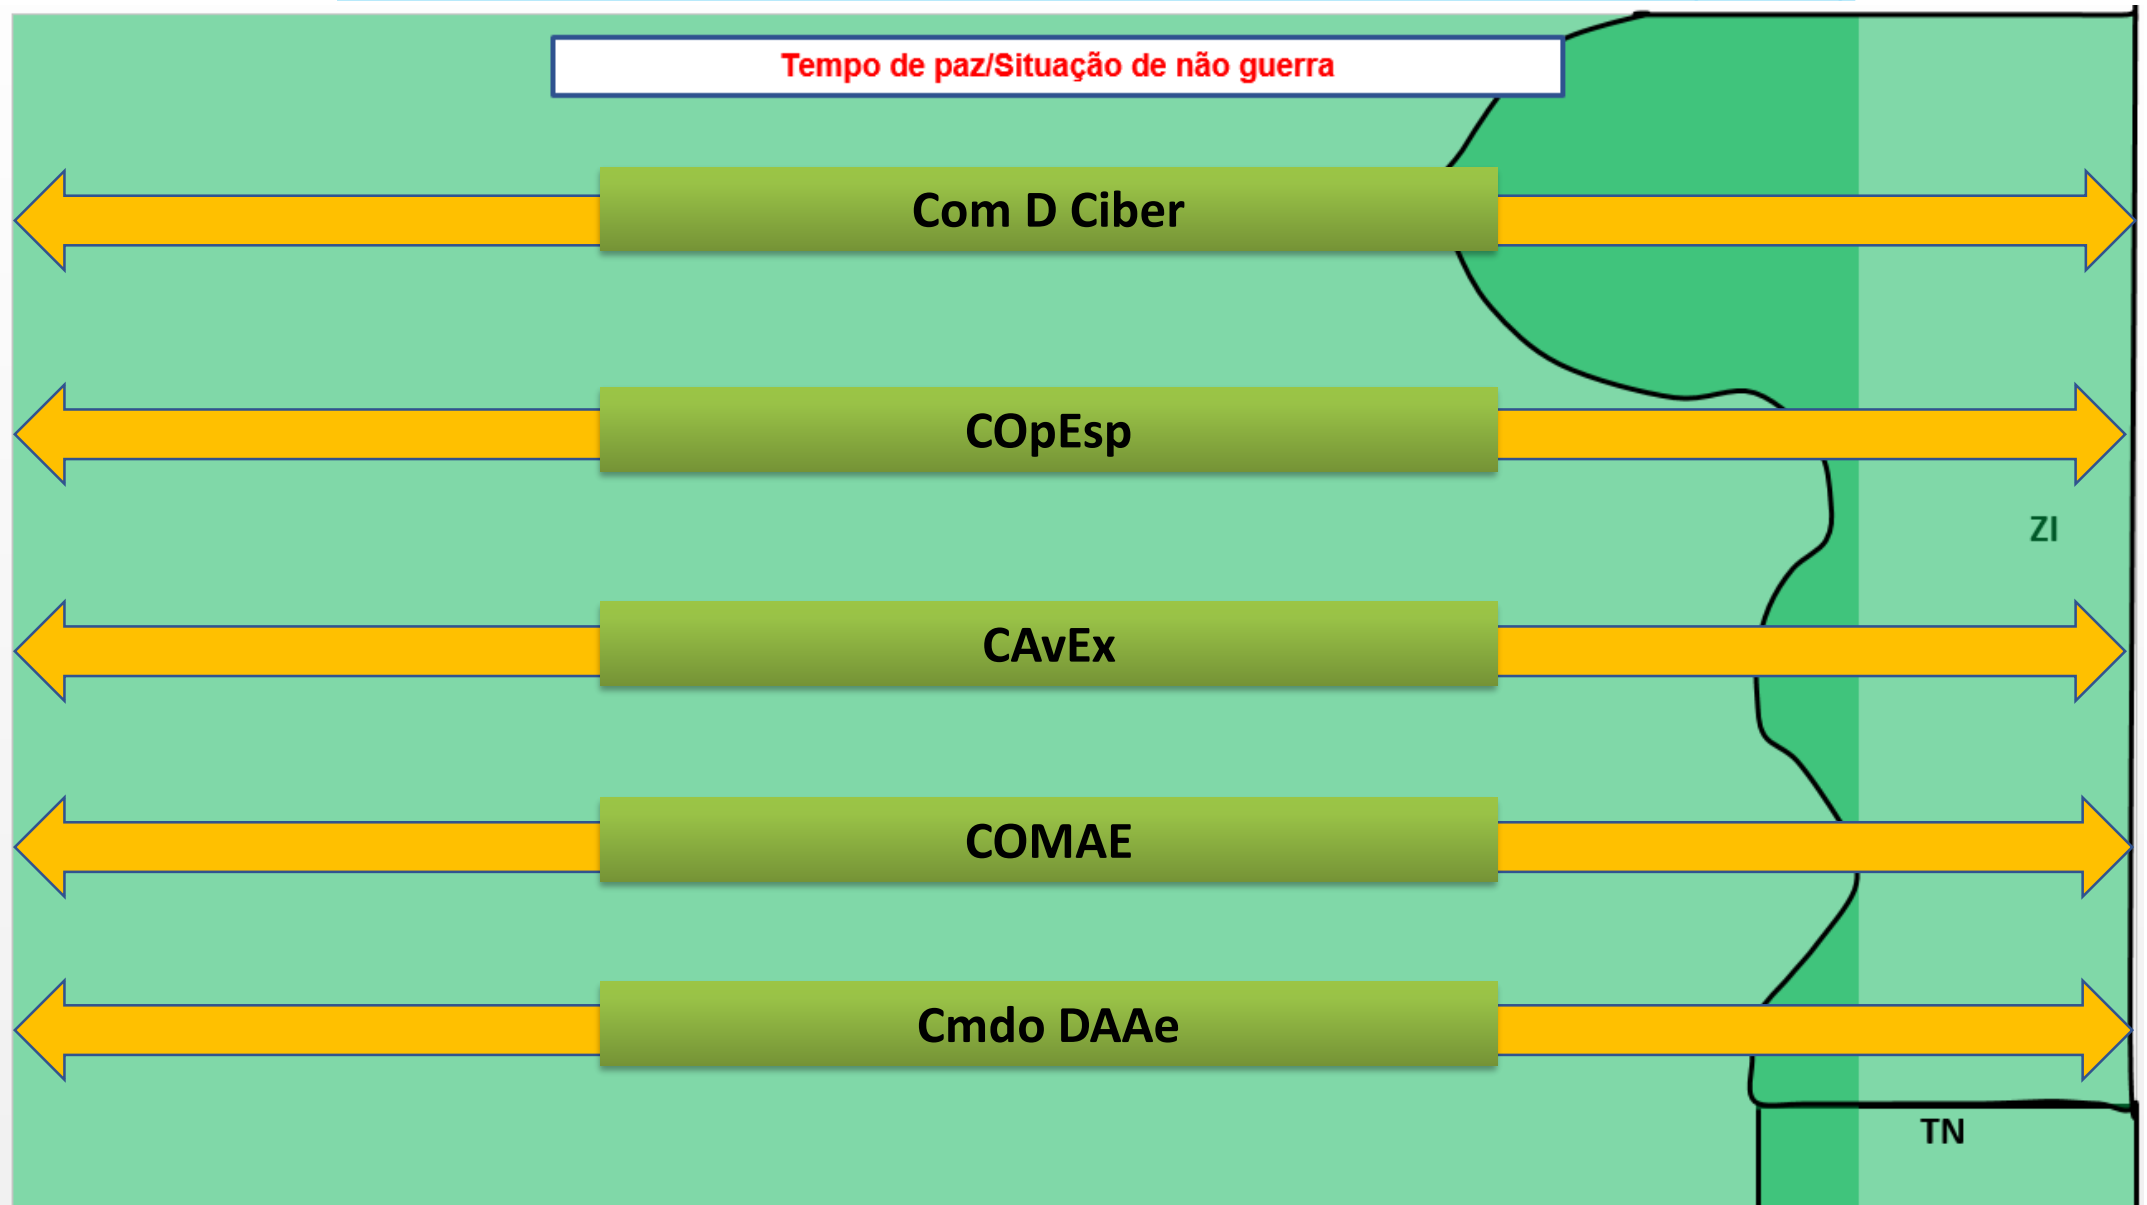 Tempo de paz/Situação de não guerra
Com D Ciber
COpEsp
ZI
CAvEx
COMAE
Cmdo DAAe
TN